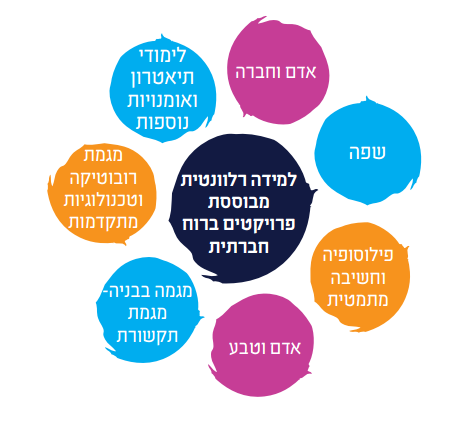 לימודי
תיאטרון
ואומנויות
נוספות
אדם וחברה
שפה
פילוסופיה
וחשיבה
מתמטית
אדם וטבע
מגמה בבניה-
מגמת
תקשורת
מגמת
רובוטיקה
וטכנולוגיות
מתקדמות
למידה רלוונטית
מבוססת
פרויקטים ברוח
חברתית